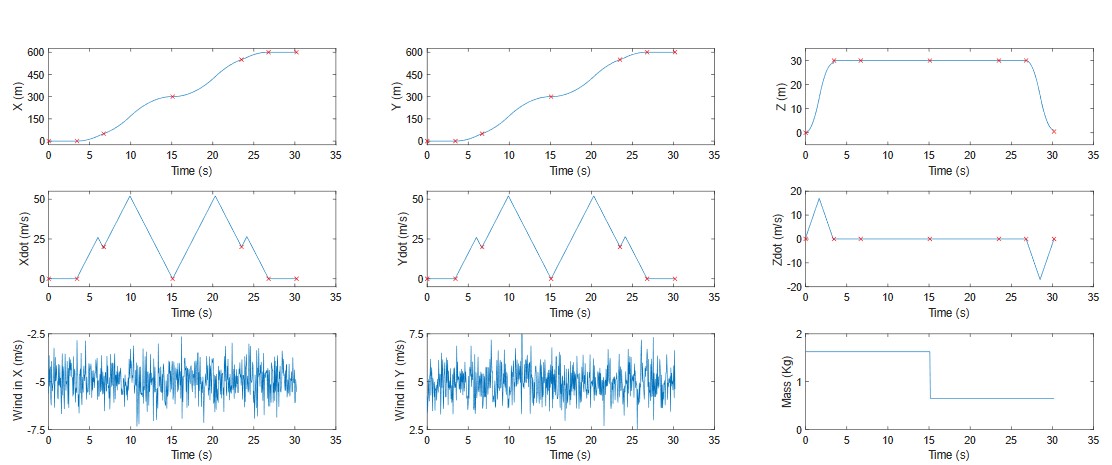 X (m)
600
450
300
150
0
0 5 10 15 20 25 30 35
Time (s)
Y (m)
600
450
300
150
0
0 5 10 15 20 25 30 35
Time (s)
Z (m)
30
20
10
0
0 5 10 15 20 25 30 35
Time (s)
Xdot (m/s)
50
25
0
0 5 10 15 20 25 30 35
Time (s)
Ydot (m/s)
50
25
0
0 5 10 15 20 25 30 35
Time (s)
Zdot (m/s)
20
10
0
-10
-20
0 5 10 15 20 25 30 35
Time (s)
Wind in X (m/s)
-2.5
-5
-7.5
0 5 10 15 20 25 30 35
Time (s)
Wind in Y (m/s)
7.5
5
2.5
0 5 10 15 20 25 30 35
Time (s)
Mass (Kg)
2
1
0
0 5 10 15 20 25 30 35
Time (s)